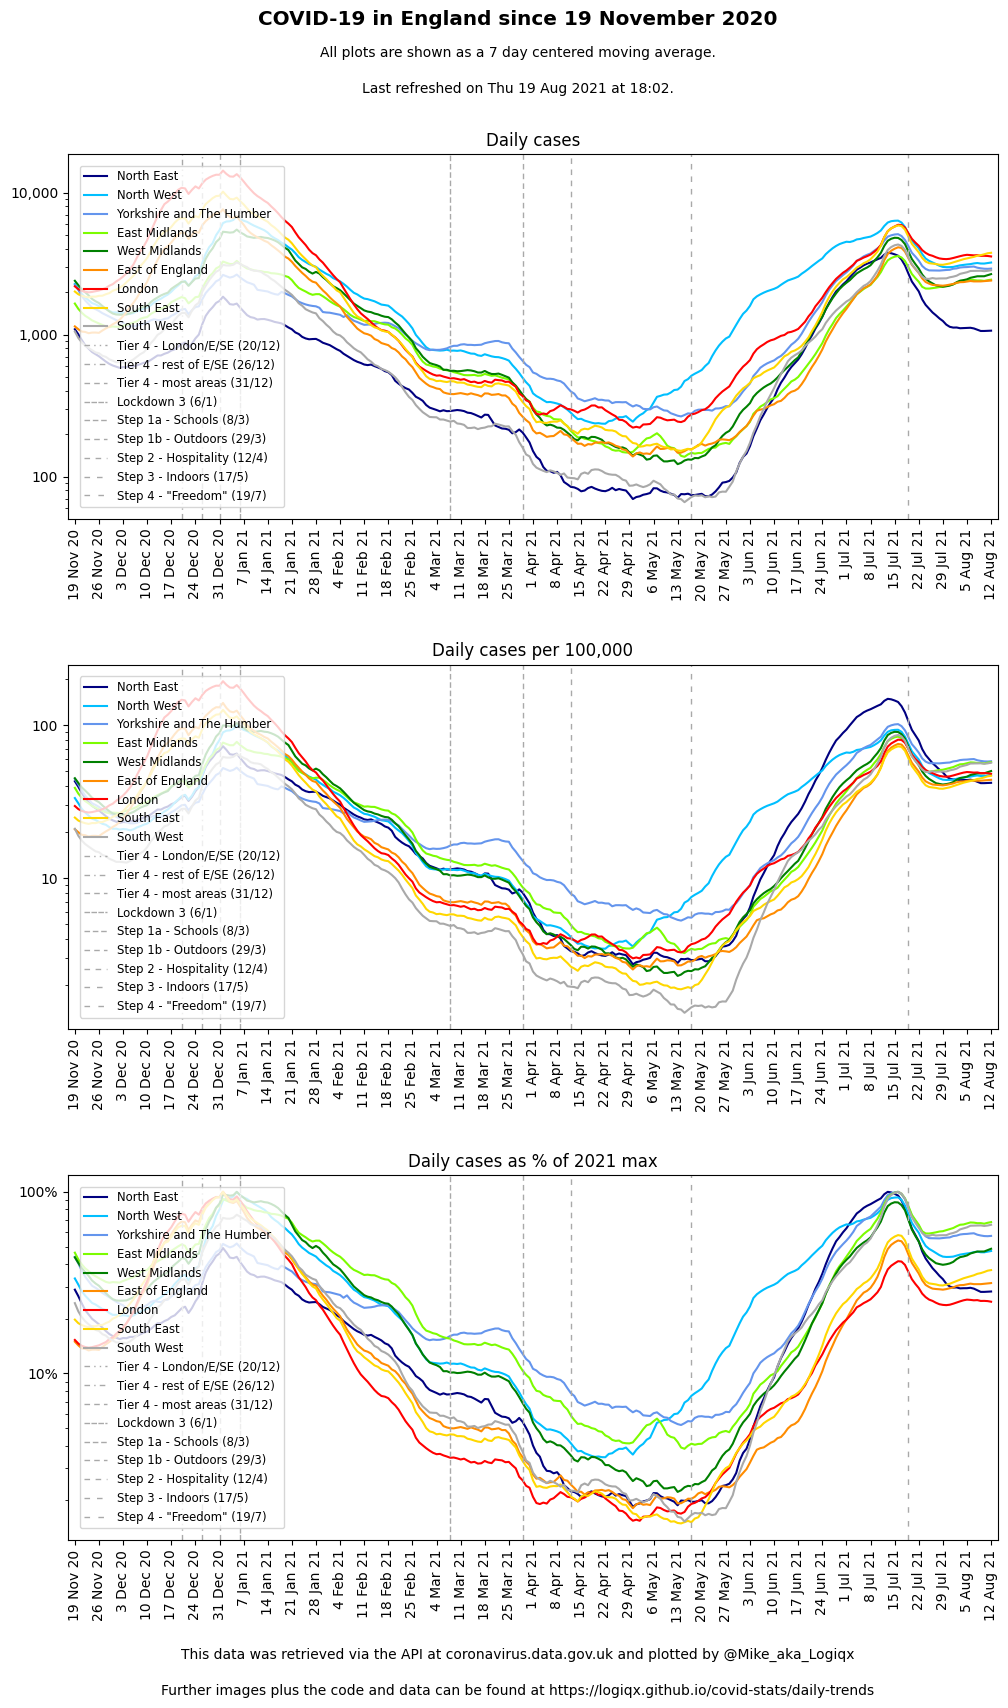 COVID-19 in England since 19 November 2020
All plots are shown as a 7 day centered moving average.
Last refreshed on Thu 19 Aug 2021 at 18:02.
Daily cases
10,000
1,000
100
North East
North West
Yorkshire and The Humber
East Midlands
West Midlands
East of England
London
South East
South West
Tier 4 - London/E/SE (20/12)
Tier 4 - rest of E/SE (26/12)
Tier 4 - most areas (31/12)
Lockdown 3 (6/1)
Step 1a - Schools (8/3)
Step 1b - Outdoors (29/3)
Step 2 - Hospitality (12/4)
Step 3 - Indoors (17/5)
Step 4 - "Freedom" (19/7)
19 Nov 20
26 Nov 20
3 Dec 20
10 Dec 20
17 Dec 20
24 Dec 20
31 Dec 20
7 Jan 21
14 Jan 21
21 Jan 21
28 Jan 21
4 Feb 21
11 Feb 21
18 Feb 21
25 Feb 21
4 Mar 21
11 Mar 21
18 Mar 21
25 Mar 21
1 Apr 21
8 Apr 21
15 Apr 21
22 Apr 21
29 Apr 21
6 May 21
13 May 21
20 May 21
27 May 21
3 Jun 21
10 Jun 21
17 Jun 21
24 Jun 21
1 Jul 21
8 Jul 21
15 Jul 21
22 Jul 21
29 Jul 21
5 Aug 21
12 Aug 21
Daily cases per 100,000
100
10
North East
North West
Yorkshire and The Humber
East Midlands
West Midlands
East of England
London
South East
South West
Tier 4 - London/E/SE (20/12)
Tier 4 - rest of E/SE (26/12)
Tier 4 - most areas (31/12)
Lockdown 3 (6/1)
Step 1a - Schools (8/3)
Step 1b - Outdoors (29/3)
Step 2 - Hospitality (12/4)
Step 3 - Indoors (17/5)
Step 4 - "Freedom" (19/7)
19 Nov 20
26 Nov 20
3 Dec 20
10 Dec 20
17 Dec 20
24 Dec 20
31 Dec 20
7 Jan 21
14 Jan 21
21 Jan 21
28 Jan 21
4 Feb 21
11 Feb 21
18 Feb 21
25 Feb 21
4 Mar 21
11 Mar 21
18 Mar 21
25 Mar 21
1 Apr 21
8 Apr 21
15 Apr 21
22 Apr 21
29 Apr 21
6 May 21
13 May 21
20 May 21
27 May 21
3 Jun 21
10 Jun 21
17 Jun 21
24 Jun 21
1 Jul 21
8 Jul 21
15 Jul 21
22 Jul 21
29 Jul 21
5 Aug 21
12 Aug 21
Daily cases as % of 2021 max
100%
10%
North East
North West
Yorkshire and The Humber
East Midlands
West Midlands
East of England
London
South East
South West
Tier 4 - London/E/SE (20/12)
Tier 4 - rest of E/SE (26/12)
Tier 4 - most areas (31/12)
Lockdown 3 (6/1)
Step 1a - Schools (8/3)
Step 1b - Outdoors (29/3)
Step 2 - Hospitality (12/4)
Step 3 - Indoors (17/5)
Step 4 - "Freedom" (19/7)
19 Nov 20
26 Nov 20
3 Dec 20
10 Dec 20
17 Dec 20
24 Dec 20
31 Dec 20
7 Jan 21
14 Jan 21
21 Jan 21
28 Jan 21
4 Feb 21
11 Feb 21
18 Feb 21
25 Feb 21
4 Mar 21
11 Mar 21
18 Mar 21
25 Mar 21
1 Apr 21
8 Apr 21
15 Apr 21
22 Apr 21
29 Apr 21
6 May 21
13 May 21
20 May 21
27 May 21
3 Jun 21
10 Jun 21
17 Jun 21
24 Jun 21
1 Jul 21
8 Jul 21
15 Jul 21
22 Jul 21
29 Jul 21
5 Aug 21
12 Aug 21
This data was retrieved via the API at coronavirus.data.gov.uk and plotted by @Mike_aka_Logiqx
Further images plus the code and data can be found at https://logiqx.github.io/covid-stats/daily-trends